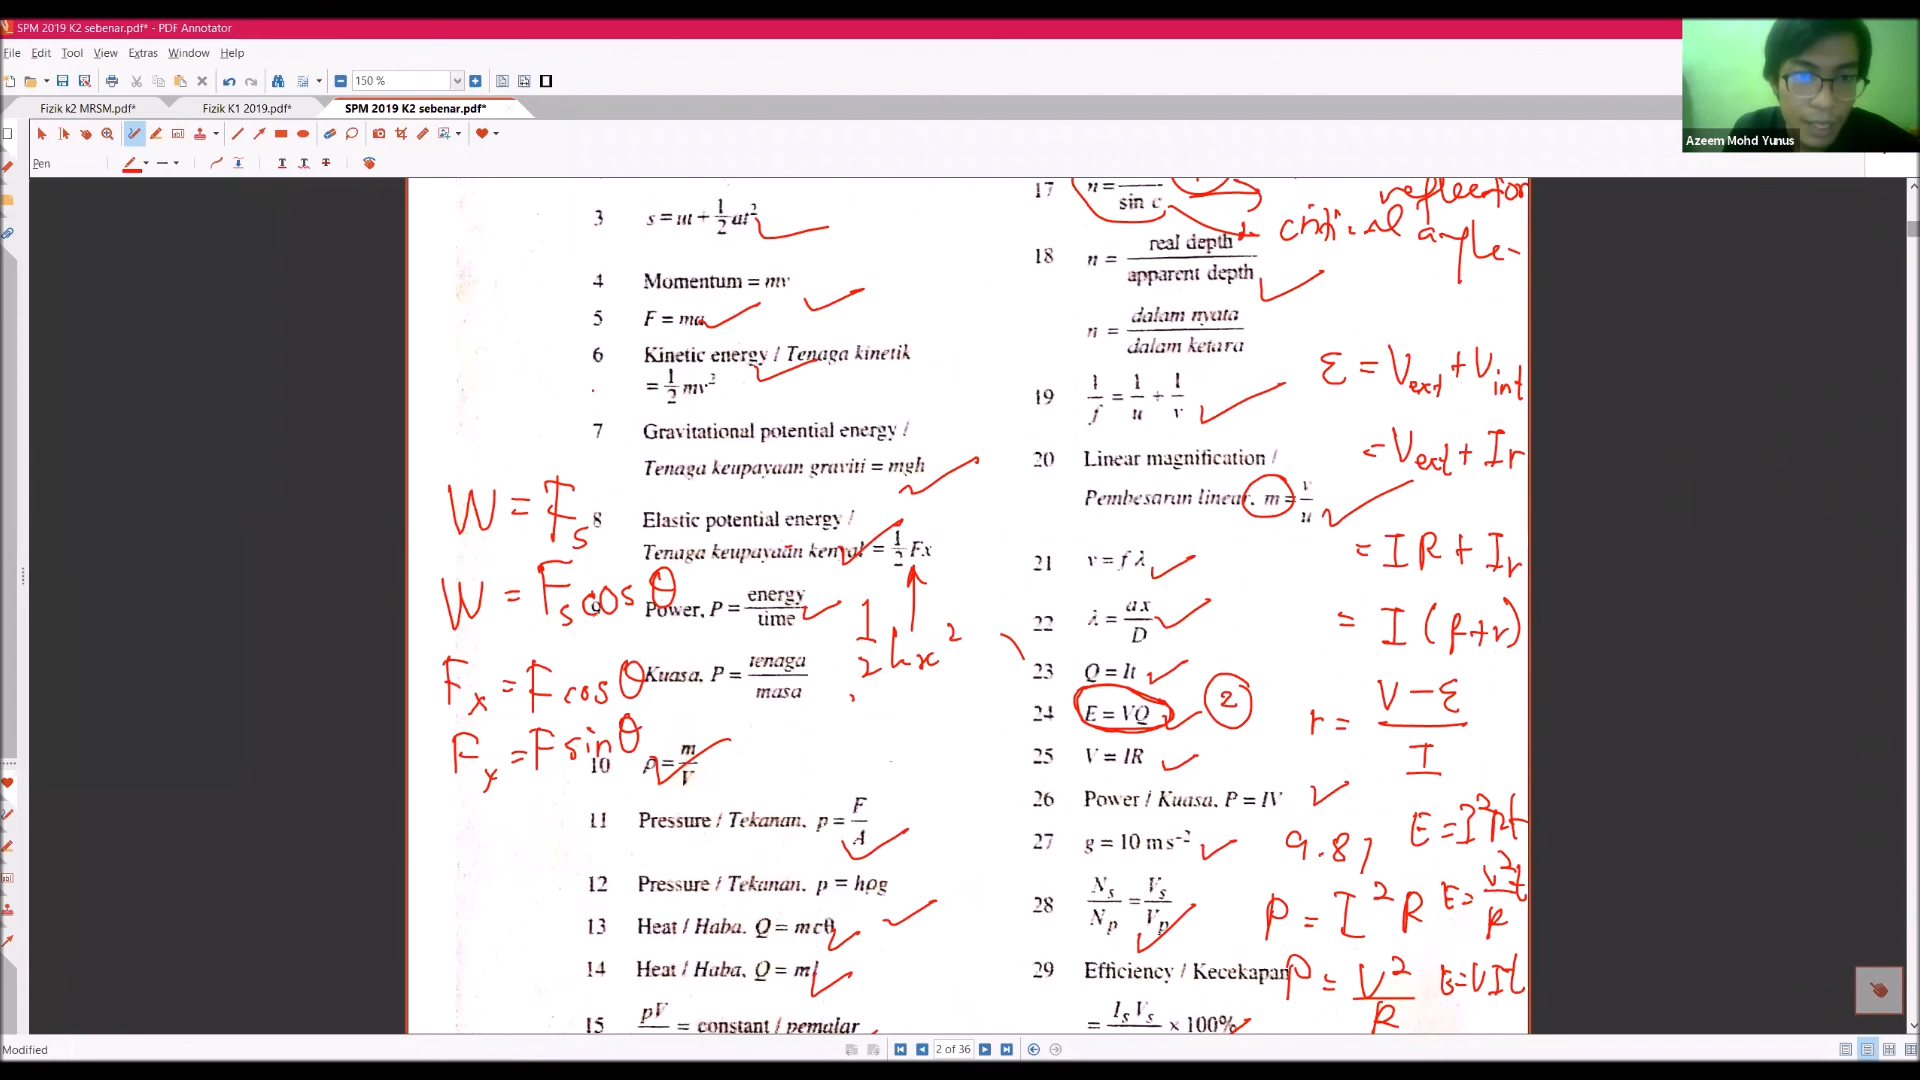 SPM 2019 K2 sebenar.pdf* - PDF Annotator
File Edit Tool View Extras Window Help
150 %
Fizik k2 MRSM.pdf* Fizik K1 2019.pdf* SPM 2019 K2 sebenar.pdf*
Pen
Azeem Mohd Yunus
3 s = ut + 1/2 at²
4 Momentum = mv
5 F = ma
6 Kinetic energy / Tenaga kinetik
= 1/2 mv²
7 Gravitational potential energy /
Tenaga keupayaan graviti = mgh
8 Elastic potential energy /
Tenaga keupayaan kenyal = 1/2 Fx
9 Power, P = energy/time
Kuasa, P = tenaga/masa
10 ρ = m/V
11 Pressure / Tekanan, p = F/A
12 Pressure / Tekanan, p = hρg
13 Heat / Haba, Q = mcθ
14 Heat / Haba, Q = ml
15 pV = constant / pemalar
W = Fs
W = Fs cos θ
Fx = F cos θ
Fy = F sin θ
1/2 kx²
17 n = sin c
reflection
critical angle
18 n = real depth/apparent depth
n = dalam nyata/dalam ketara
19 1/f = 1/u + 1/v
20 Linear magnification /
Pembesaran linear, m = v/u
21 v = f λ
22 λ = ax/D
23 Q = It
24 E = VQ
2
25 V = IR
26 Power / Kuasa, P = IV
27 g = 10 m s⁻²
28 Ns/Np = Vs/Vp
29 Efficiency / Kecekapan
= IsVs × 100%
ε = Vext + Vint
= Vext + Ir
= IR + Ir
= I (R+r)
r = V − ε/I
9.81
E = I²Rt
P = I²R
E = V²t/R
P = V²/R
E = VIt
Modified
2 of 36